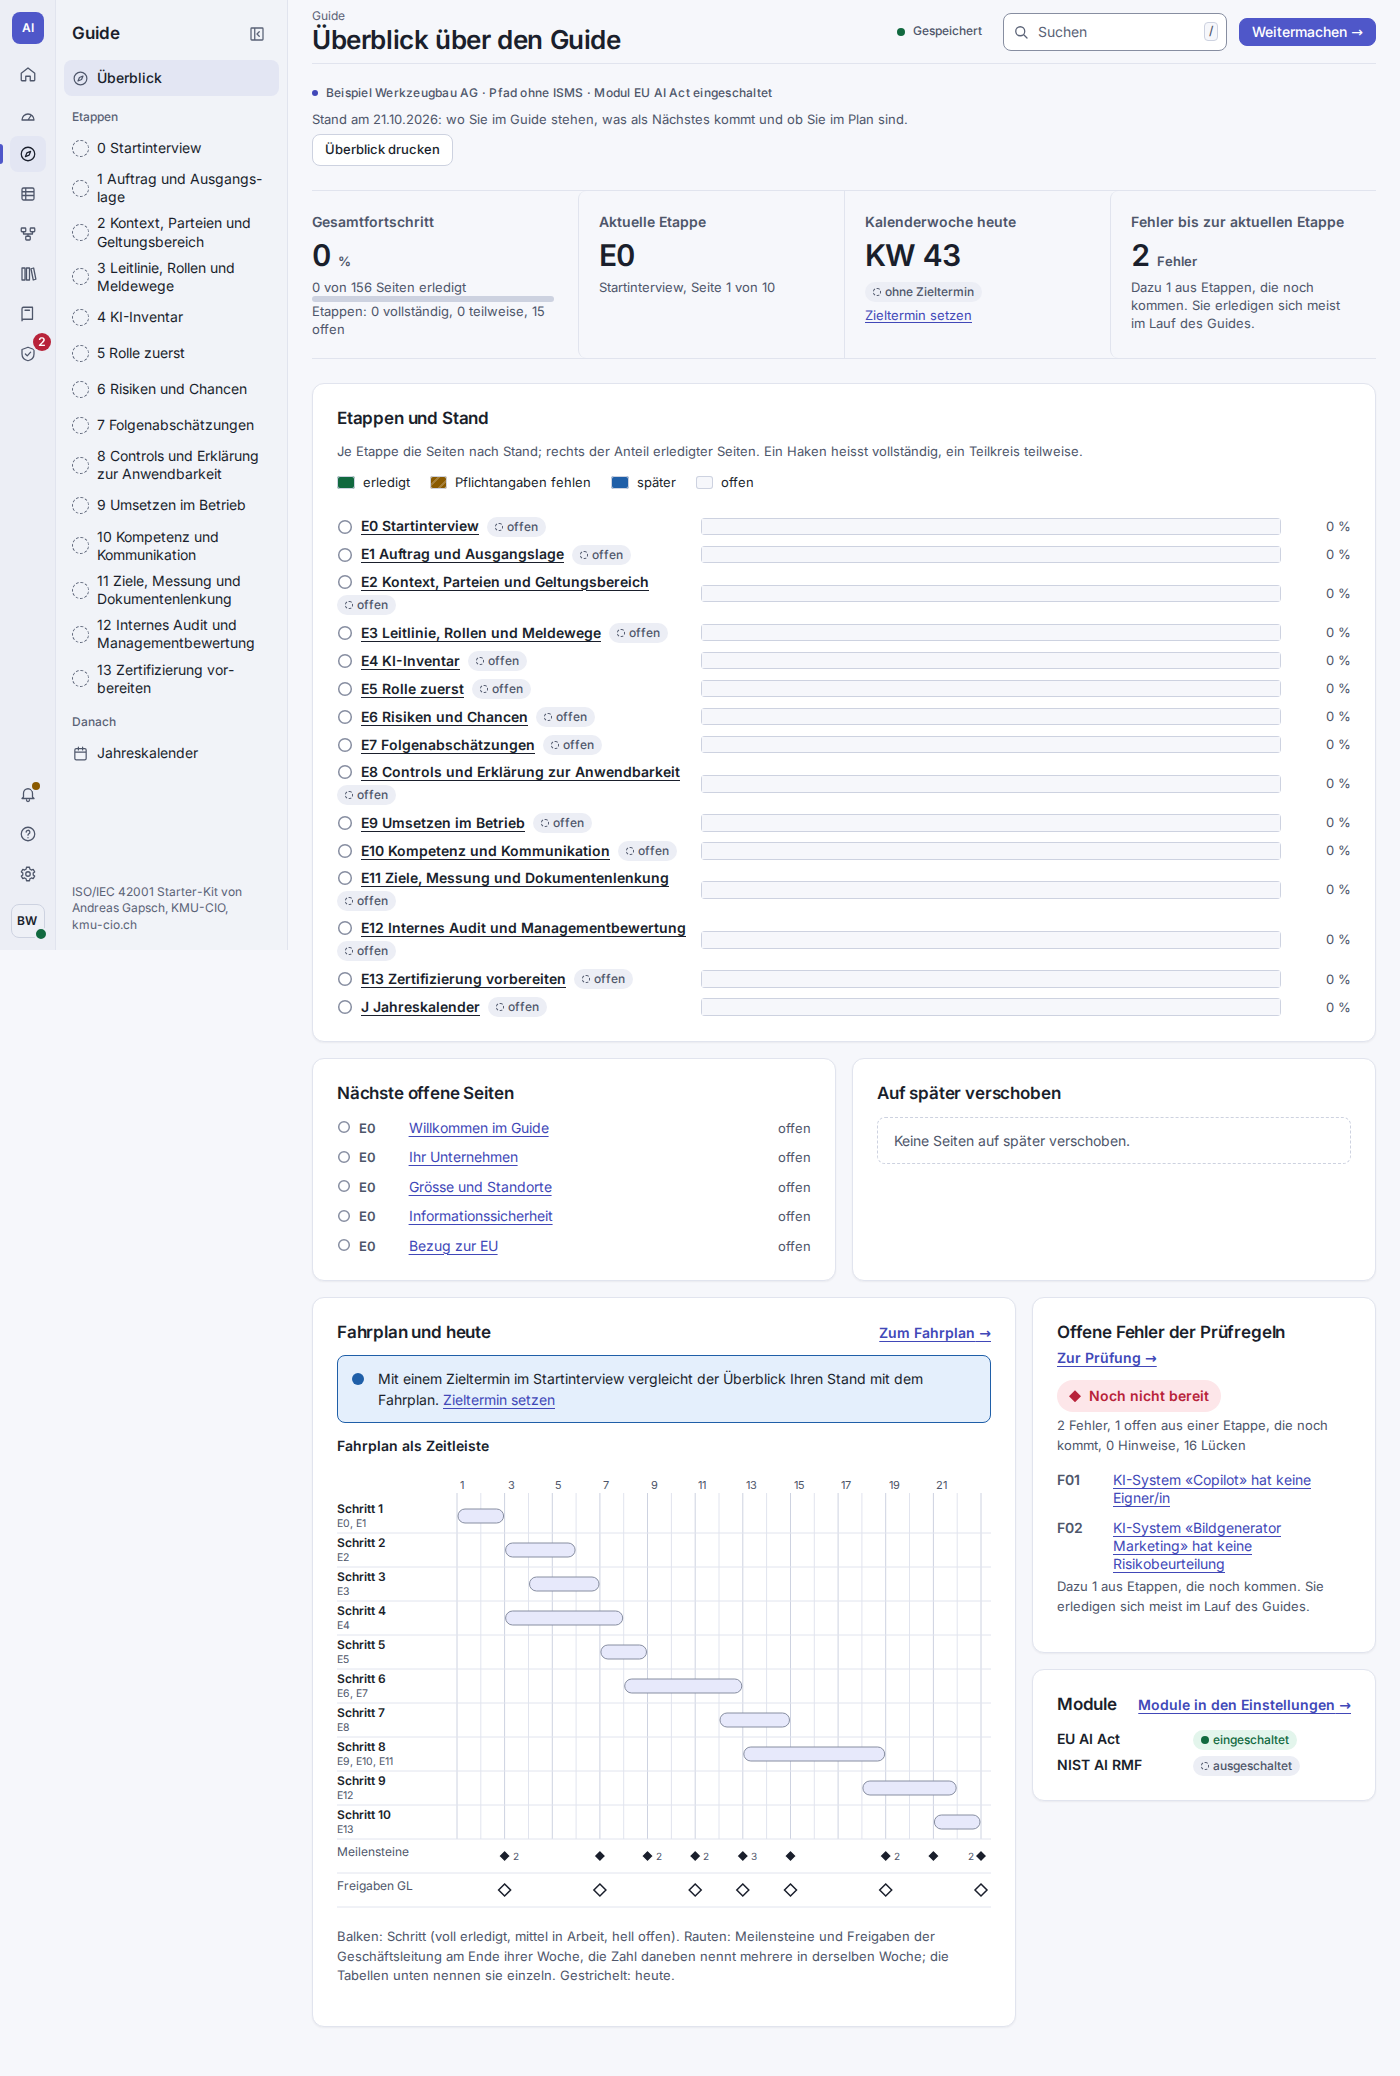 AI
Guide
Überblick
Etappen
0 Startinterview
1 Auftrag und Ausgangs-
lage
2 Kontext, Parteien und
Geltungsbereich
3 Leitlinie, Rollen und
Meldewege
4 KI-Inventar
5 Rolle zuerst
6 Risiken und Chancen
7 Folgenabschätzungen
8 Controls und Erklärung
zur Anwendbarkeit
9 Umsetzen im Betrieb
10 Kompetenz und
Kommunikation
11 Ziele, Messung und
Dokumentenlenkung
12 Internes Audit und
Managementbewertung
13 Zertifizierung vor-
bereiten
Danach
Jahreskalender
2
ISO/IEC 42001 Starter-Kit von
Andreas Gapsch, KMU-CIO,
kmu-cio.ch
BW
Guide
Überblick über den Guide
Gespeichert
Suchen
/
Weitermachen →
Beispiel Werkzeugbau AG · Pfad ohne ISMS · Modul EU AI Act eingeschaltet
Stand am 21.10.2026: wo Sie im Guide stehen, was als Nächstes kommt und ob Sie im Plan sind.
Überblick drucken
Gesamtfortschritt
0 %
0 von 156 Seiten erledigt
Etappen: 0 vollständig, 0 teilweise, 15
offen
Aktuelle Etappe
E0
Startinterview, Seite 1 von 10
Kalenderwoche heute
KW 43
ohne Zieltermin
Zieltermin setzen
Fehler bis zur aktuellen Etappe
2 Fehler
Dazu 1 aus Etappen, die noch
kommen. Sie erledigen sich meist
im Lauf des Guides.
Etappen und Stand
Je Etappe die Seiten nach Stand; rechts der Anteil erledigter Seiten. Ein Haken heisst vollständig, ein Teilkreis teilweise.
erledigt Pflichtangaben fehlen später offen
E0 Startinterview offen 0 %
E1 Auftrag und Ausgangslage offen 0 %
E2 Kontext, Parteien und Geltungsbereich
offen 0 %
E3 Leitlinie, Rollen und Meldewege offen 0 %
E4 KI-Inventar offen 0 %
E5 Rolle zuerst offen 0 %
E6 Risiken und Chancen offen 0 %
E7 Folgenabschätzungen offen 0 %
E8 Controls und Erklärung zur Anwendbarkeit
offen 0 %
E9 Umsetzen im Betrieb offen 0 %
E10 Kompetenz und Kommunikation offen 0 %
E11 Ziele, Messung und Dokumentenlenkung
offen 0 %
E12 Internes Audit und Managementbewertung
offen 0 %
E13 Zertifizierung vorbereiten offen 0 %
J Jahreskalender offen 0 %
Nächste offene Seiten
E0 Willkommen im Guide offen
E0 Ihr Unternehmen offen
E0 Grösse und Standorte offen
E0 Informationssicherheit offen
E0 Bezug zur EU offen
Auf später verschoben
Keine Seiten auf später verschoben.
Fahrplan und heute
Zum Fahrplan →
Mit einem Zieltermin im Startinterview vergleicht der Überblick Ihren Stand mit dem
Fahrplan. Zieltermin setzen
Fahrplan als Zeitleiste
1 3 5 7 9 11 13 15 17 19 21
Schritt 1
E0, E1
Schritt 2
E2
Schritt 3
E3
Schritt 4
E4
Schritt 5
E5
Schritt 6
E6, E7
Schritt 7
E8
Schritt 8
E9, E10, E11
Schritt 9
E12
Schritt 10
E13
Meilensteine 2 2 2 3 2 2
Freigaben GL
Balken: Schritt (voll erledigt, mittel in Arbeit, hell offen). Rauten: Meilensteine und Freigaben der
Geschäftsleitung am Ende ihrer Woche, die Zahl daneben nennt mehrere in derselben Woche; die
Tabellen unten nennen sie einzeln. Gestrichelt: heute.
Offene Fehler der Prüfregeln
Zur Prüfung →
Noch nicht bereit
2 Fehler, 1 offen aus einer Etappe, die noch
kommt, 0 Hinweise, 16 Lücken
F01 KI-System «Copilot» hat keine
Eigner/in
F02 KI-System «Bildgenerator
Marketing» hat keine
Risikobeurteilung
Dazu 1 aus Etappen, die noch kommen. Sie
erledigen sich meist im Lauf des Guides.
Module
Module in den Einstellungen →
EU AI Act eingeschaltet
NIST AI RMF ausgeschaltet